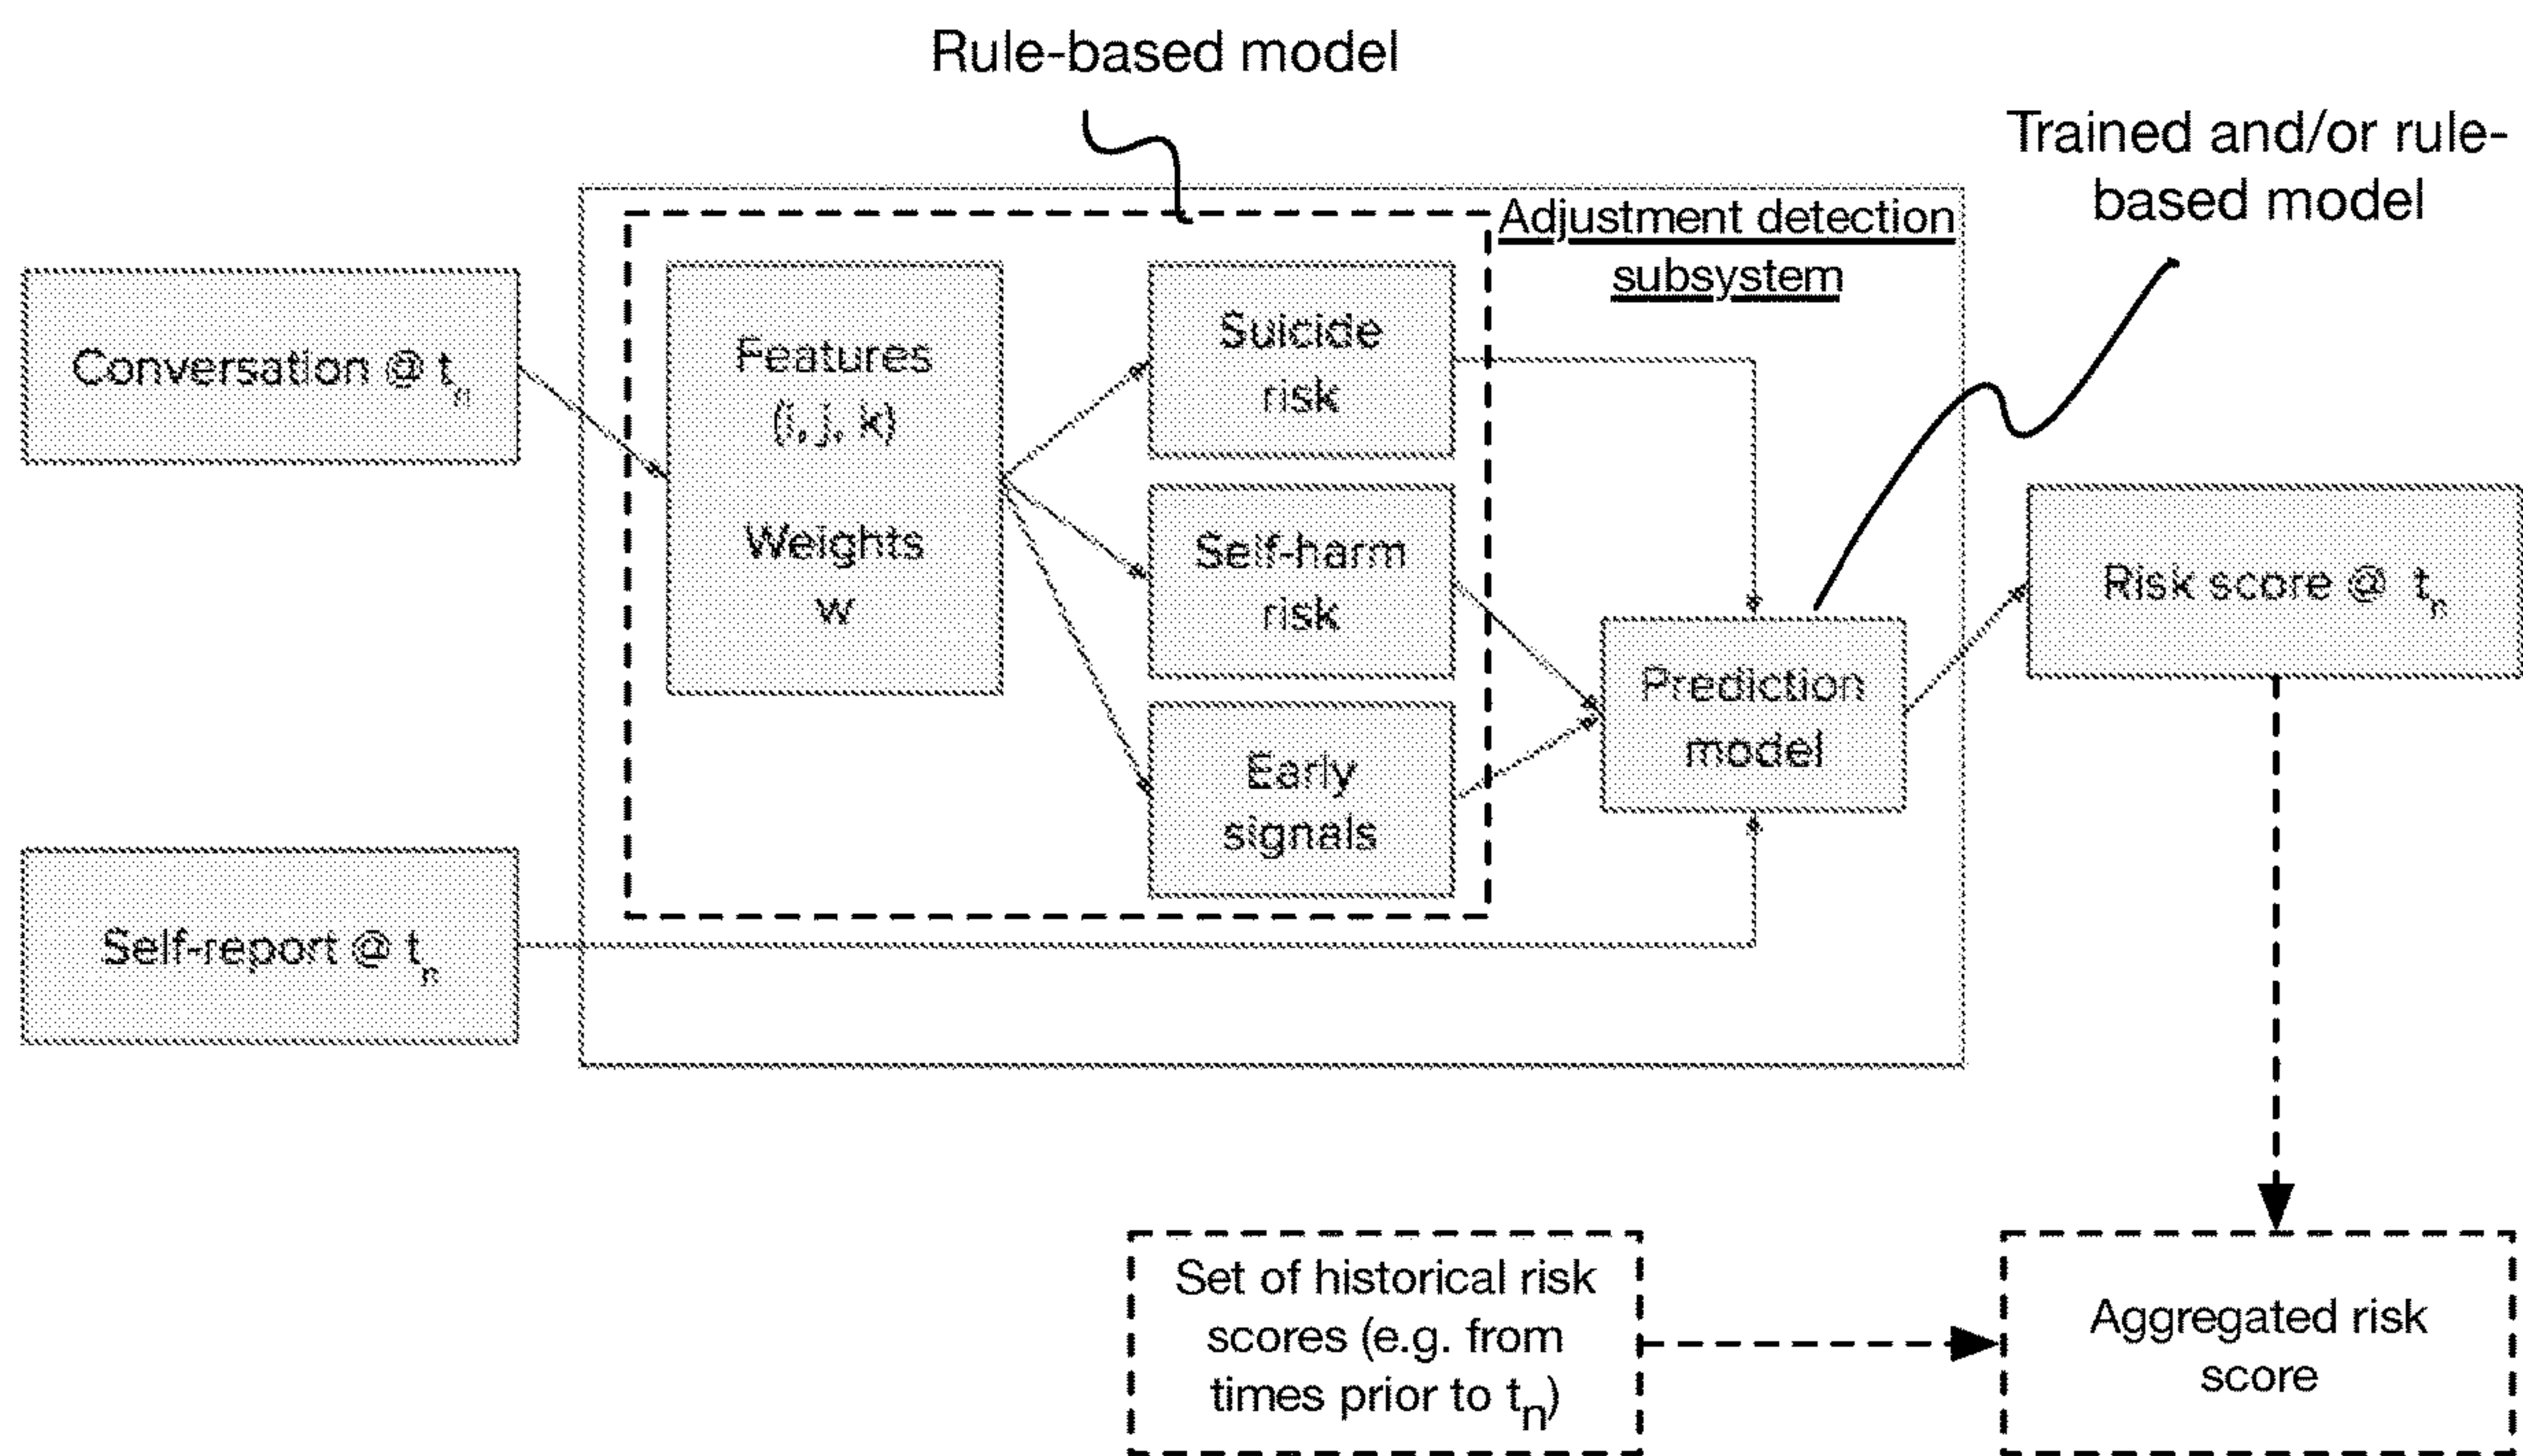 Rule-based model
Trained and/or rule-
based model
Adjustment detection
subsystem
Conversation @ tn
Features
(i, j, k)
Weights
w
Suicide
risk
Self-harm
risk
Early
signals
Prediction
model
Risk score @ tn
Self-report @ tn
Set of historical risk
scores (e.g. from
times prior to tn)
Aggregated risk
score